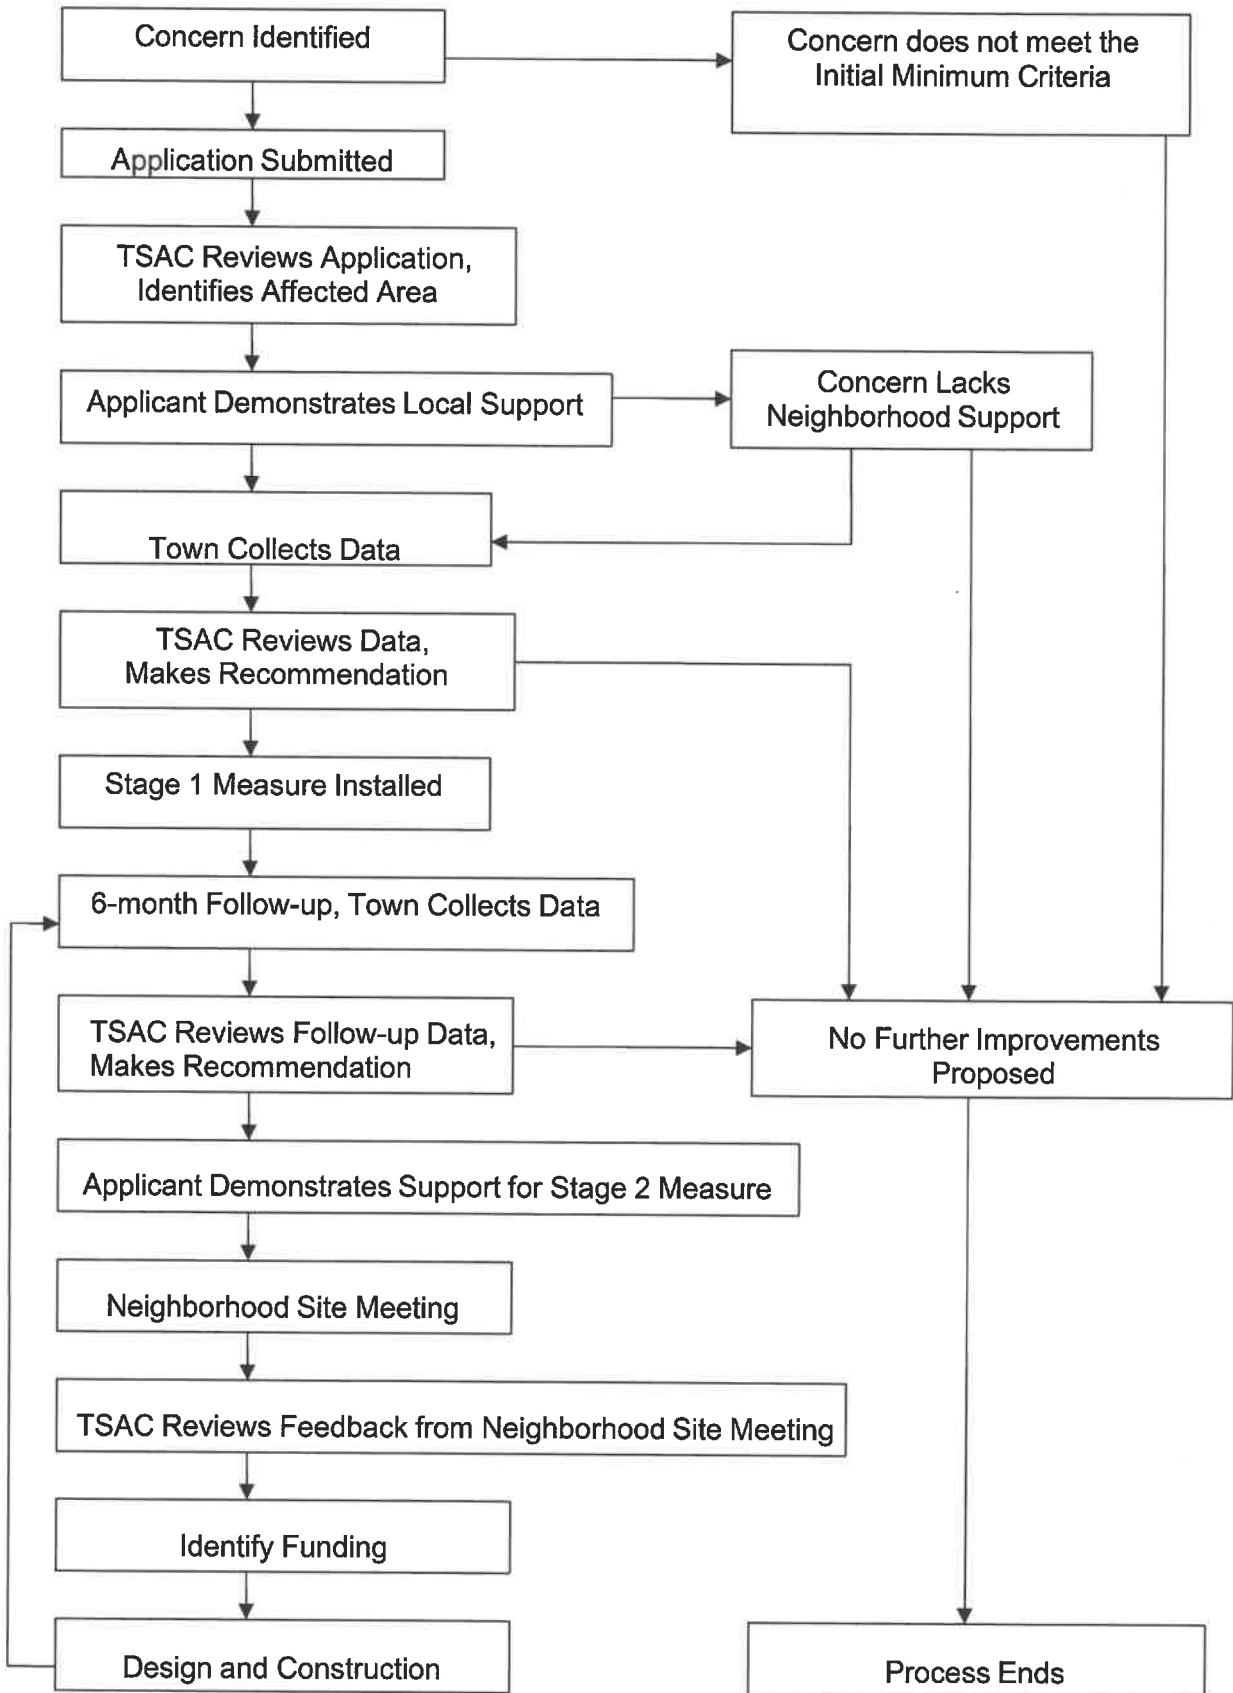 Concern Identified
Concern does not meet the
Initial Minimum Criteria
Application Submitted
TSAC Reviews Application,
Identifies Affected Area
Applicant Demonstrates Local Support
Concern Lacks
Neighborhood Support
Town Collects Data
TSAC Reviews Data,
Makes Recommendation
Stage 1 Measure Installed
6-month Follow-up, Town Collects Data
TSAC Reviews Follow-up Data,
Makes Recommendation
No Further Improvements
Proposed
Applicant Demonstrates Support for Stage 2 Measure
Neighborhood Site Meeting
TSAC Reviews Feedback from Neighborhood Site Meeting
Identify Funding
Design and Construction
Process Ends